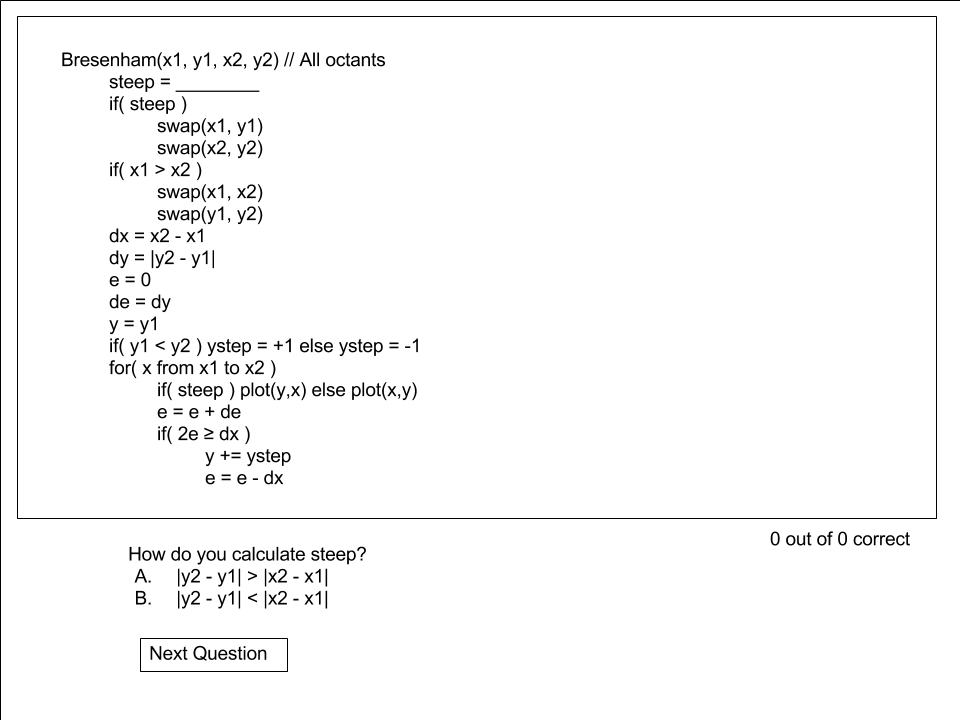 Bresenham(x1, y1, x2, y2) // All octants
steep = ________
if( steep )
swap(x1, y1)
swap(x2, y2)
if( x1 > x2 )
swap(x1, x2)
swap(y1, y2)
dx = x2 - x1
dy = |y2 - y1|
e = 0
de = dy
y = y1
if( y1 < y2 ) ystep = +1 else ystep = -1
for( x from x1 to x2 )
if( steep ) plot(y,x) else plot(x,y)
e = e + de
if( 2e ≥ dx )
y += ystep
e = e - dx
0 out of 0 correct
How do you calculate steep?
A. |y2 - y1| > |x2 - x1|
B. |y2 - y1| < |x2 - x1|
Next Question